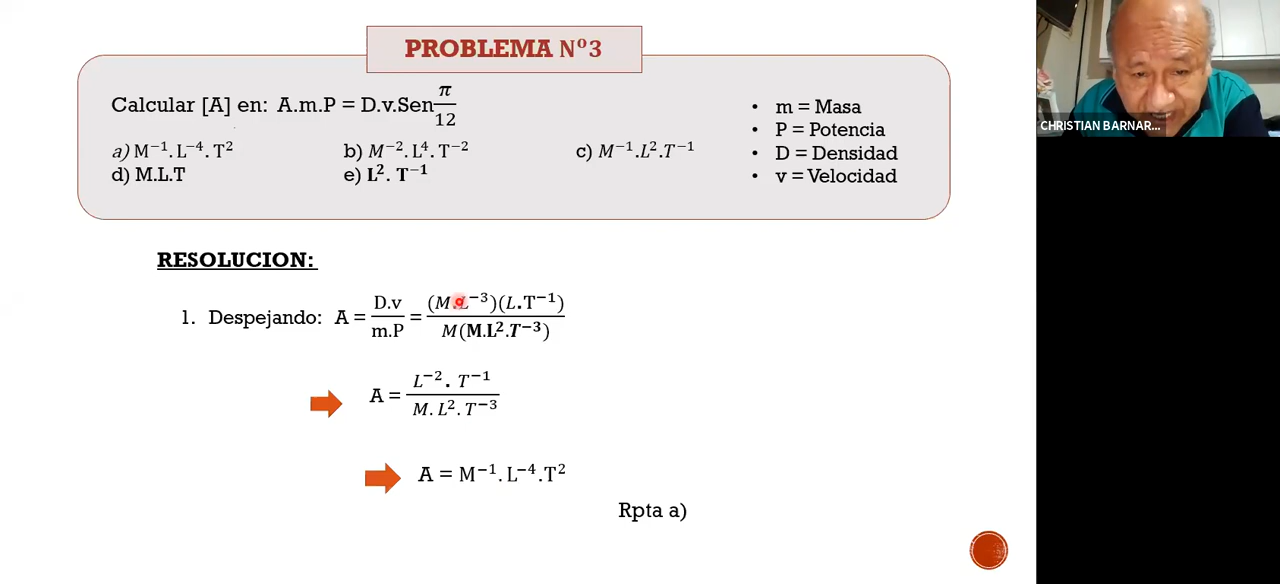 PROBLEMA Nº3
Calcular [A] en: A.m.P = D.v.Sen π/12
a) M⁻¹.L⁻⁴.T² b) M⁻².L⁴.T⁻² c) M⁻¹.L².T⁻¹
d) M.L.T e) L².T⁻¹
• m = Masa
• P = Potencia
• D = Densidad
• v = Velocidad
RESOLUCION:
1. Despejando: A = D.v/m.P = (M.L⁻³)(L.T⁻¹)/M(M.L².T⁻³)
A = L⁻².T⁻¹/M.L².T⁻³
A = M⁻¹.L⁻⁴.T²
Rpta a)
CHRISTIAN BARNAR...